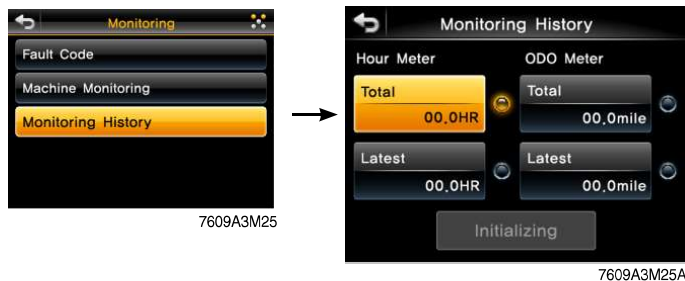 Monitoring
Fault Code
Machine Monitoring
Monitoring History
7609A3M25
Monitoring History
Hour Meter ODO Meter
Total Total
00.0HR 00.0mile
Latest Latest
00.0HR 00.0mile
Initializing
7609A3M25A